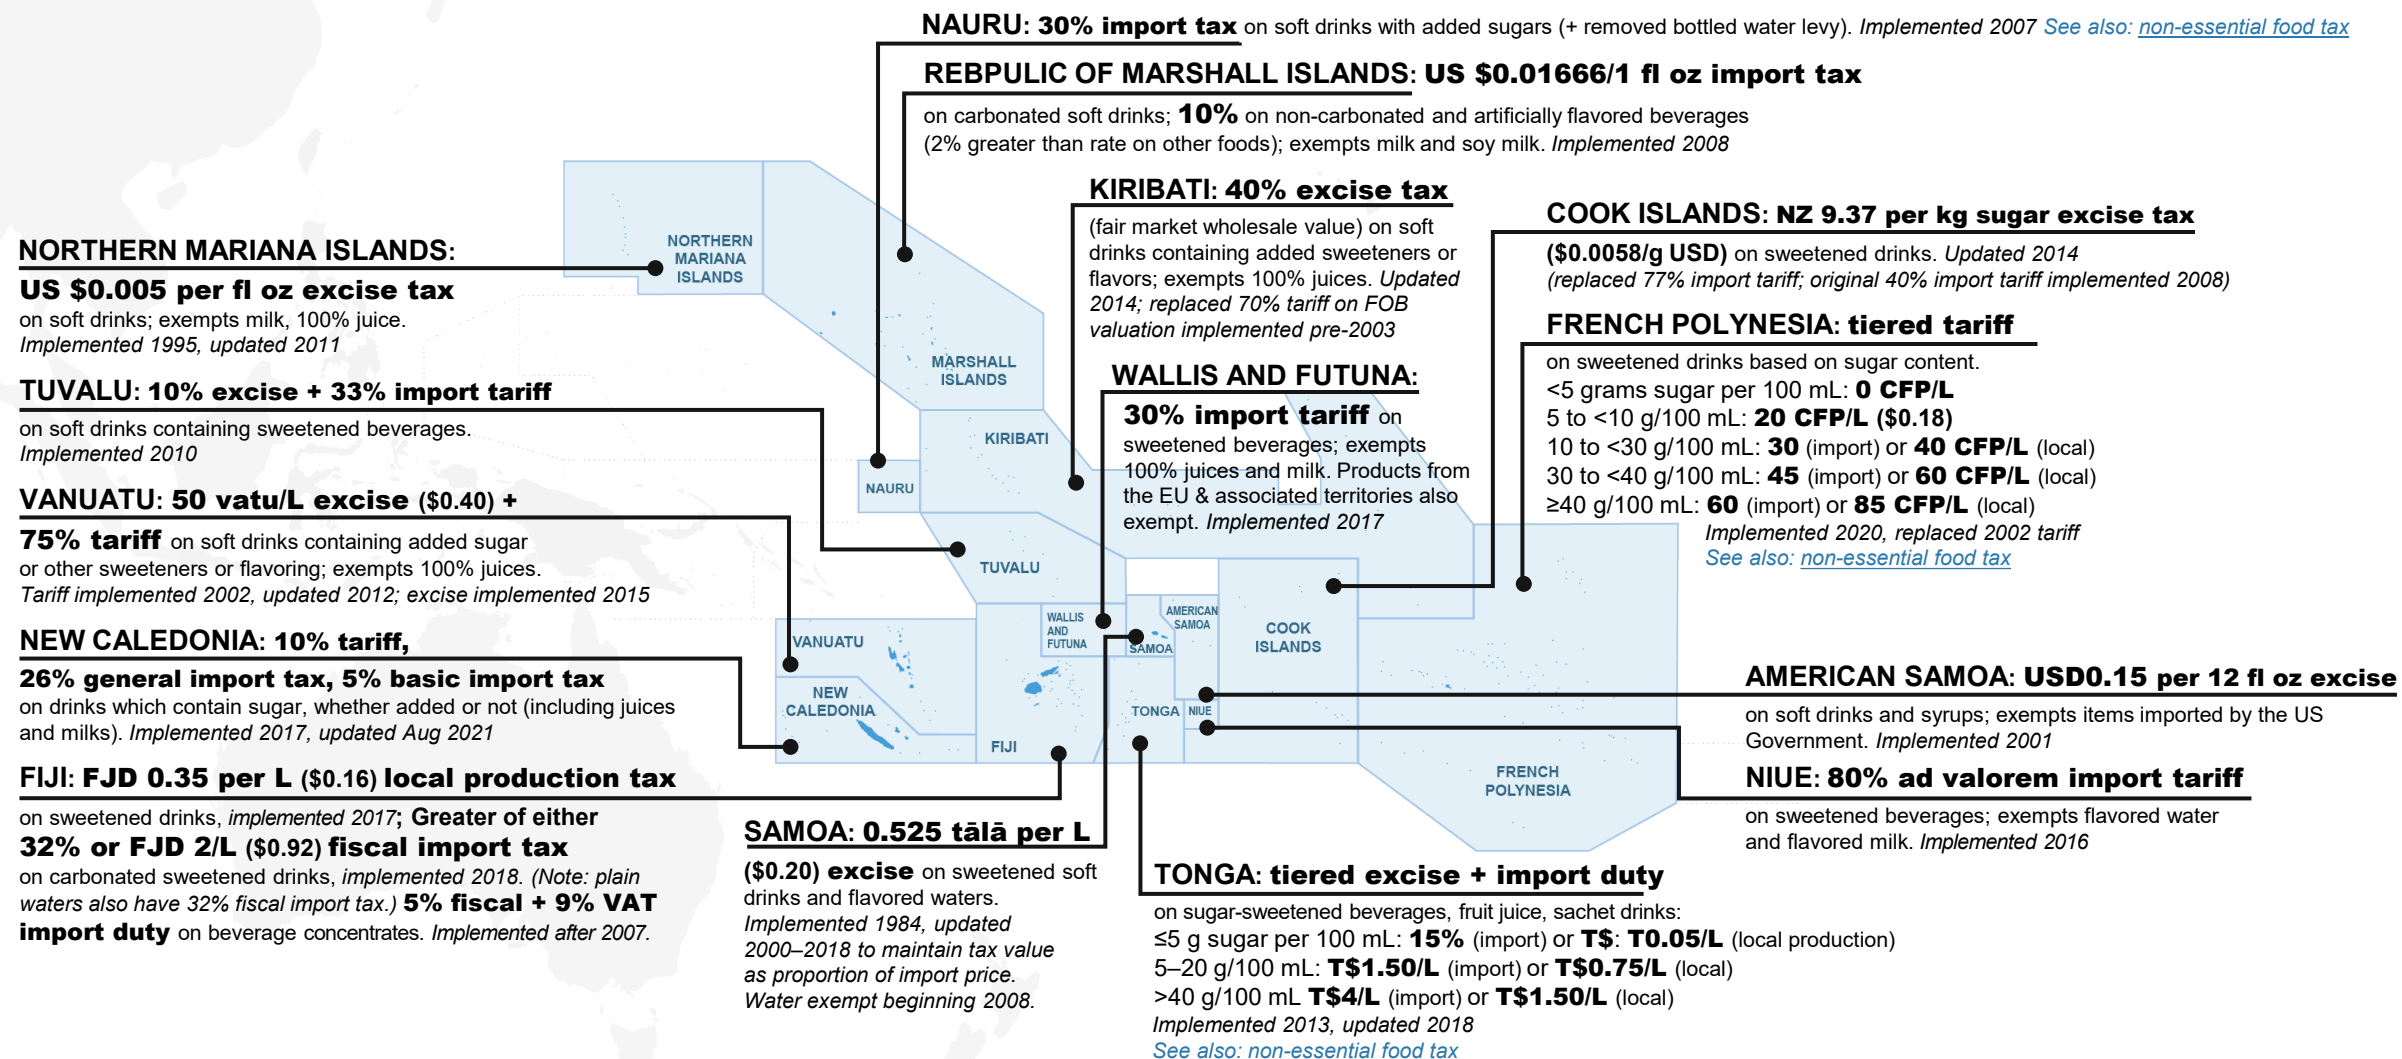 NAURU: 30% import tax on soft drinks with added sugars (+ removed bottled water levy). Implemented 2007 See also: non-essential food tax
REBPULIC OF MARSHALL ISLANDS: US $0.01666/1 fl oz import tax
on carbonated soft drinks; 10% on non-carbonated and artificially flavored beverages
(2% greater than rate on other foods); exempts milk and soy milk. Implemented 2008
KIRIBATI: 40% excise tax
(fair market wholesale value) on soft
drinks containing added sweeteners or
flavors; exempts 100% juices. Updated
2014; replaced 70% tariff on FOB
valuation implemented pre-2003
COOK ISLANDS: NZ 9.37 per kg sugar excise tax
($0.0058/g USD) on sweetened drinks. Updated 2014
(replaced 77% import tariff; original 40% import tariff implemented 2008)
NORTHERN MARIANA ISLANDS:
US $0.005 per fl oz excise tax
on soft drinks; exempts milk, 100% juice.
Implemented 1995, updated 2011
FRENCH POLYNESIA: tiered tariff
on sweetened drinks based on sugar content.
<5 grams sugar per 100 mL: 0 CFP/L
5 to <10 g/100 mL: 20 CFP/L ($0.18)
10 to <30 g/100 mL: 30 (import) or 40 CFP/L (local)
30 to <40 g/100 mL: 45 (import) or 60 CFP/L (local)
≥40 g/100 mL: 60 (import) or 85 CFP/L (local)
Implemented 2020, replaced 2002 tariff
See also: non-essential food tax
WALLIS AND FUTUNA:
30% import tariff on
sweetened beverages; exempts
100% juices and milk. Products from
the EU & associated territories also
exempt. Implemented 2017
TUVALU: 10% excise + 33% import tariff
on soft drinks containing sweetened beverages.
Implemented 2010
VANUATU: 50 vatu/L excise ($0.40) +
75% tariff on soft drinks containing added sugar
or other sweeteners or flavoring; exempts 100% juices.
Tariff implemented 2002, updated 2012; excise implemented 2015
NEW CALEDONIA: 10% tariff,
26% general import tax, 5% basic import tax
on drinks which contain sugar, whether added or not (including juices
and milks). Implemented 2017, updated Aug 2021
FIJI: FJD 0.35 per L ($0.16) local production tax
on sweetened drinks, implemented 2017; Greater of either
32% or FJD 2/L ($0.92) fiscal import tax
on carbonated sweetened drinks, implemented 2018. (Note: plain
waters also have 32% fiscal import tax.) 5% fiscal + 9% VAT
import duty on beverage concentrates. Implemented after 2007.
NORTHERN
MARIANA
ISLANDS
MARSHALL
ISLANDS
KIRIBATI
NAURU
TUVALU
WALLIS
AND
FUTUNA
AMERICAN
SAMOA
SAMOA
COOK
ISLANDS
VANUATU
NEW
CALEDONIA
FIJI
TONGA
NIUE
FRENCH
POLYNESIA
AMERICAN SAMOA: USD0.15 per 12 fl oz excise
on soft drinks and syrups; exempts items imported by the US
Government. Implemented 2001
NIUE: 80% ad valorem import tariff
on sweetened beverages; exempts flavored water
and flavored milk. Implemented 2016
SAMOA: 0.525 tālā per L
($0.20) excise on sweetened soft
drinks and flavored waters.
Implemented 1984, updated
2000–2018 to maintain tax value
as proportion of import price.
Water exempt beginning 2008.
TONGA: tiered excise + import duty
on sugar-sweetened beverages, fruit juice, sachet drinks:
≤5 g sugar per 100 mL: 15% (import) or T$: T0.05/L (local production)
5–20 g/100 mL: T$1.50/L (import) or T$0.75/L (local)
>40 g/100 mL T$4/L (import) or T$1.50/L (local)
Implemented 2013, updated 2018
See also: non-essential food tax